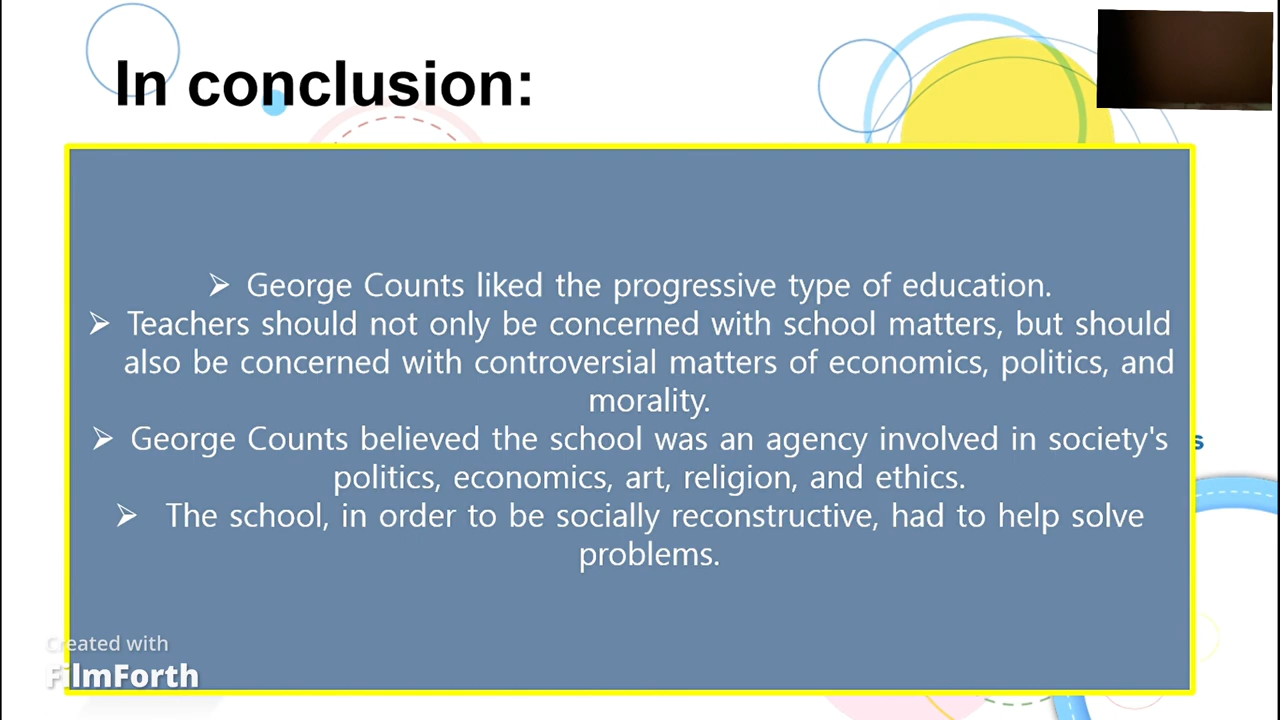 In conclusion:
➢ George Counts liked the progressive type of education.
➢ Teachers should not only be concerned with school matters, but should
also be concerned with controversial matters of economics, politics, and
morality.
➢ George Counts believed the school was an agency involved in society's
politics, economics, art, religion, and ethics.
➢ The school, in order to be socially reconstructive, had to help solve
problems.
s
Created with
FilmForth